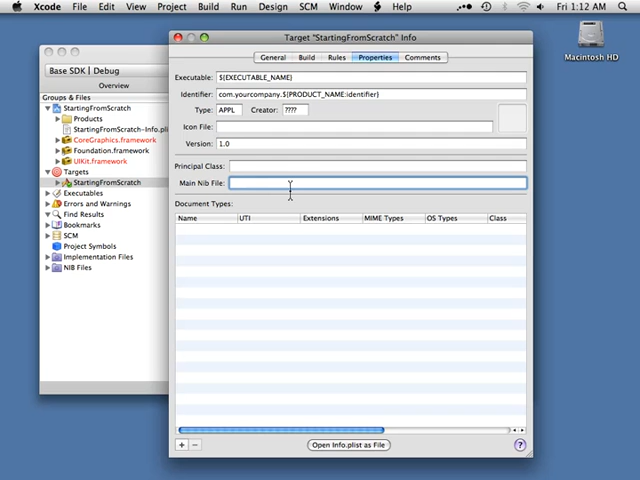 Xcode File Edit View Project Build Run Design SCM Window Help Fri 1:12 AM
Macintosh HD
Target "StartingFromScratch" Info
Base SDK | Debug
Overview
Groups & Files
StartingFromScratch
Products
StartingFromScratch-Info.pli
CoreGraphics.framework
Foundation.framework
UIKit.framework
Targets
StartingFromScratch
Executables
Errors and Warnings
Find Results
Bookmarks
SCM
Project Symbols
Implementation Files
NIB Files
General Build Rules Properties Comments
Executable: ${EXECUTABLE_NAME}
Identifier: com.yourcompany.${PRODUCT_NAME:identifier}
Type: APPL Creator: ????
Icon File:
Version: 1.0
Principal Class:
Main Nib File:
Document Types:
Name UTI Extensions MIME Types OS Types Class
+ −
Open Info.plist as File
?